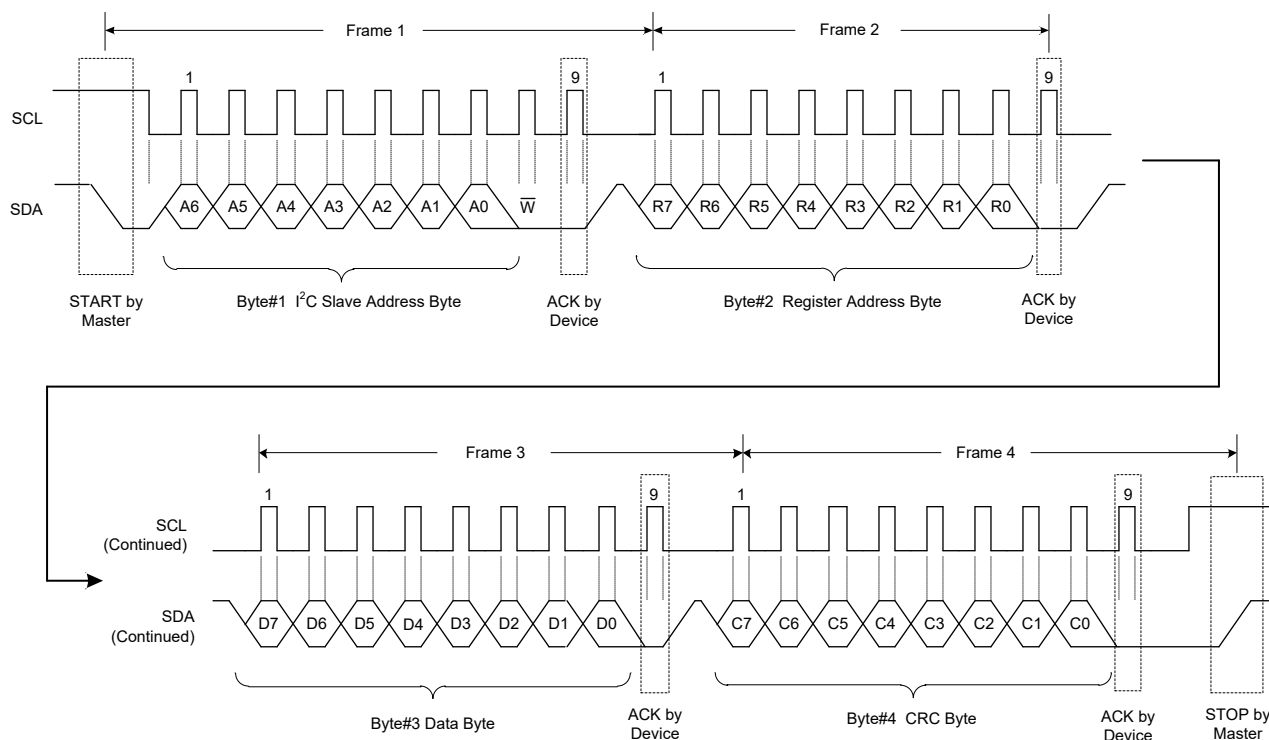 Frame 1 Frame 2
1 9 1 9
SCL
SDA A6 A5 A4 A3 A2 A1 A0 W̅ R7 R6 R5 R4 R3 R2 R1 R0
START by
Master
Byte#1 I²C Slave Address Byte
ACK by
Device
Byte#2 Register Address Byte
ACK by
Device
Frame 3 Frame 4
1 9 1 9
SCL
(Continued)
SDA
(Continued)
D7 D6 D5 D4 D3 D2 D1 D0 C7 C6 C5 C4 C3 C2 C1 C0
Byte#3 Data Byte
ACK by
Device
Byte#4 CRC Byte
ACK by
Device
STOP by
Master